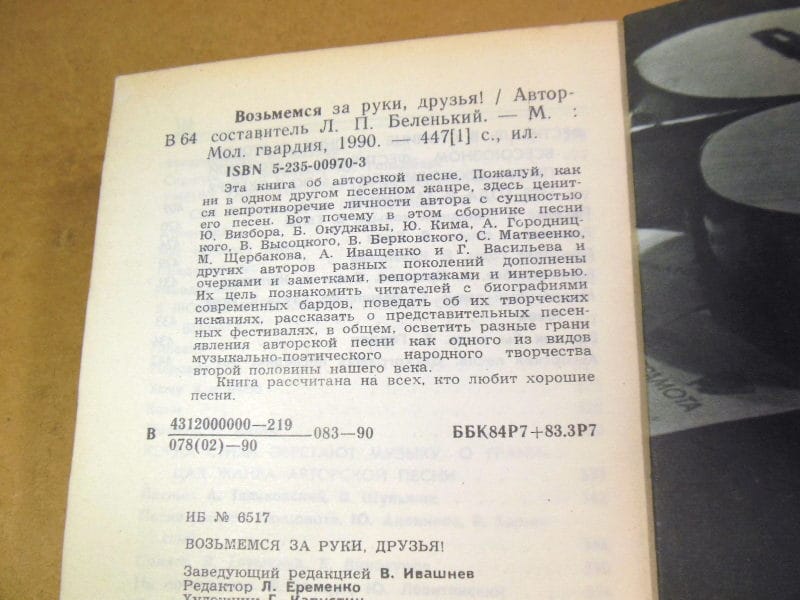 Возьмемся за руки, друзья! / Автор-
В 64 составитель Л. П. Беленький. — М. :
Мол. гвардия, 1990. — 447[1] с., ил.
ISBN 5-235-00970-3
Эта книга об авторской песне. Пожалуй, как
ни в одном другом песенном жанре, здесь ценит-
ся непротиворечие личности автора с сущностью
его песен. Вот почему в этом сборнике песни
Ю. Визбора, Б. Окуджавы, Ю. Кима, А. Городниц-
кого, В. Высоцкого, В. Берковского, С. Матвеенко,
М. Щербакова, А. Иващенко и Г. Васильева и
других авторов разных поколений дополнены
очерками и заметками, репортажами и интервью.
Их цель познакомить читателей с биографиями
современных бардов, поведать об их творческих
исканиях, рассказать о представительных песен-
ных фестивалях, в общем, осветить разные грани
явления авторской песни как одного из видов
музыкально-поэтического народного творчества
второй половины нашего века.
Книга рассчитана на всех, кто любит хорошие
песни.
В 4312000000—219
078(02)—90 083—90 ББК84Р7+83.3Р7
ИБ № 6517
ВОЗЬМЕМСЯ ЗА РУКИ, ДРУЗЬЯ!
Заведующий редакцией В. Ивашнев
Редактор Л. Еременко